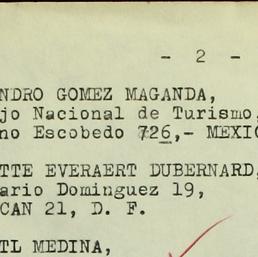 - 2 -
NDRO GOMEZ MAGANDA,
jo Nacional de Turismo,
no Escobedo 726,- MEXIC
TTE EVERAERT DUBERNARD,
ario Dominguez 19,
CAN 21, D. F.
TL MEDINA,